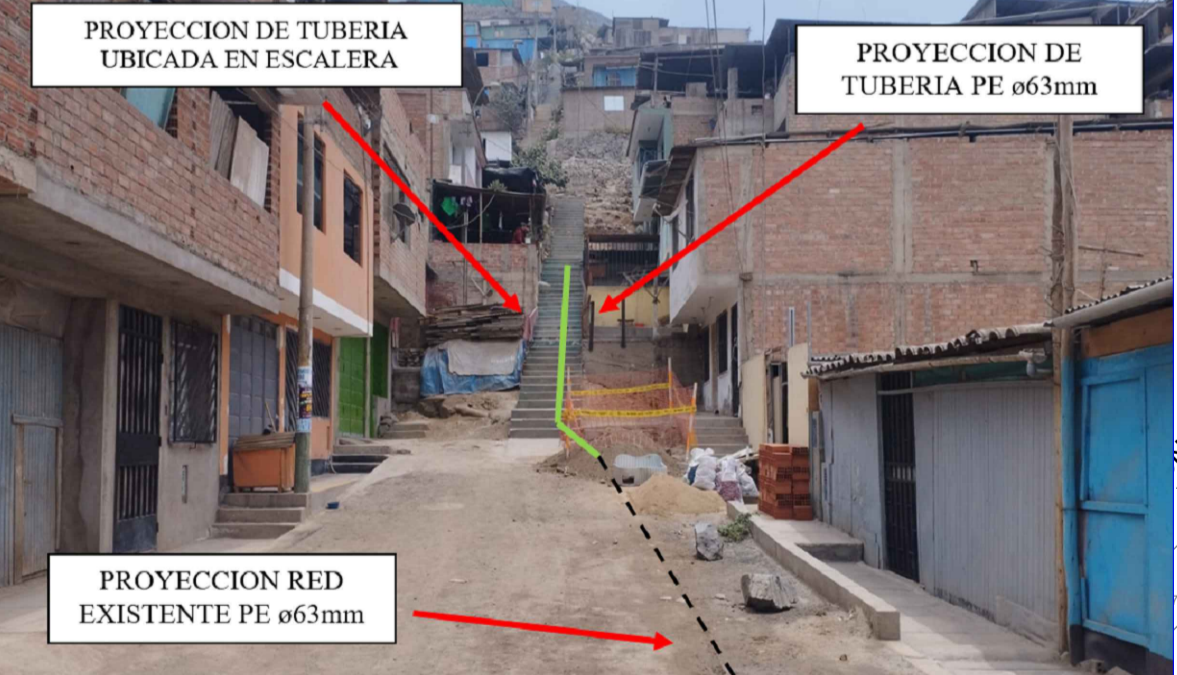 PROYECCION DE TUBERIA
UBICADA EN ESCALERA
PROYECCION DE
TUBERIA PE ø63mm
PROYECCION RED
EXISTENTE PE ø63mm